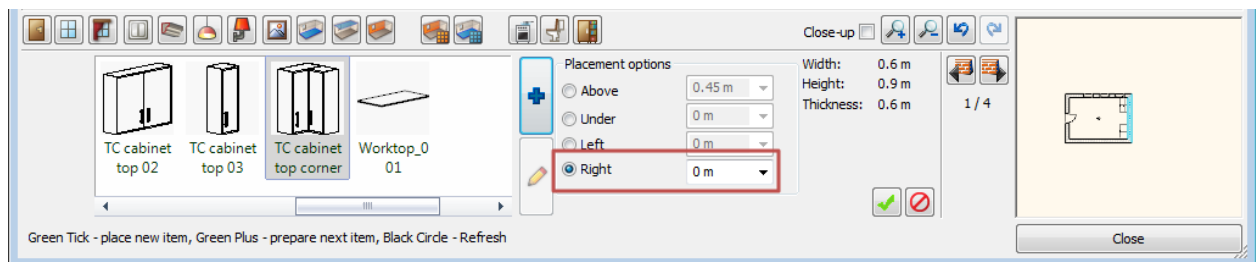 Close-up
Placement options
Above
0.45 m
Under
0 m
Left
0 m
Right
0 m
Width: 0.6 m
Height: 0.9 m
Thickness: 0.6 m
1 / 4
TC cabinet top 02
TC cabinet top 03
TC cabinet top corner
Worktop_0 01
Green Tick - place new item, Green Plus - prepare next item, Black Circle - Refresh
Close